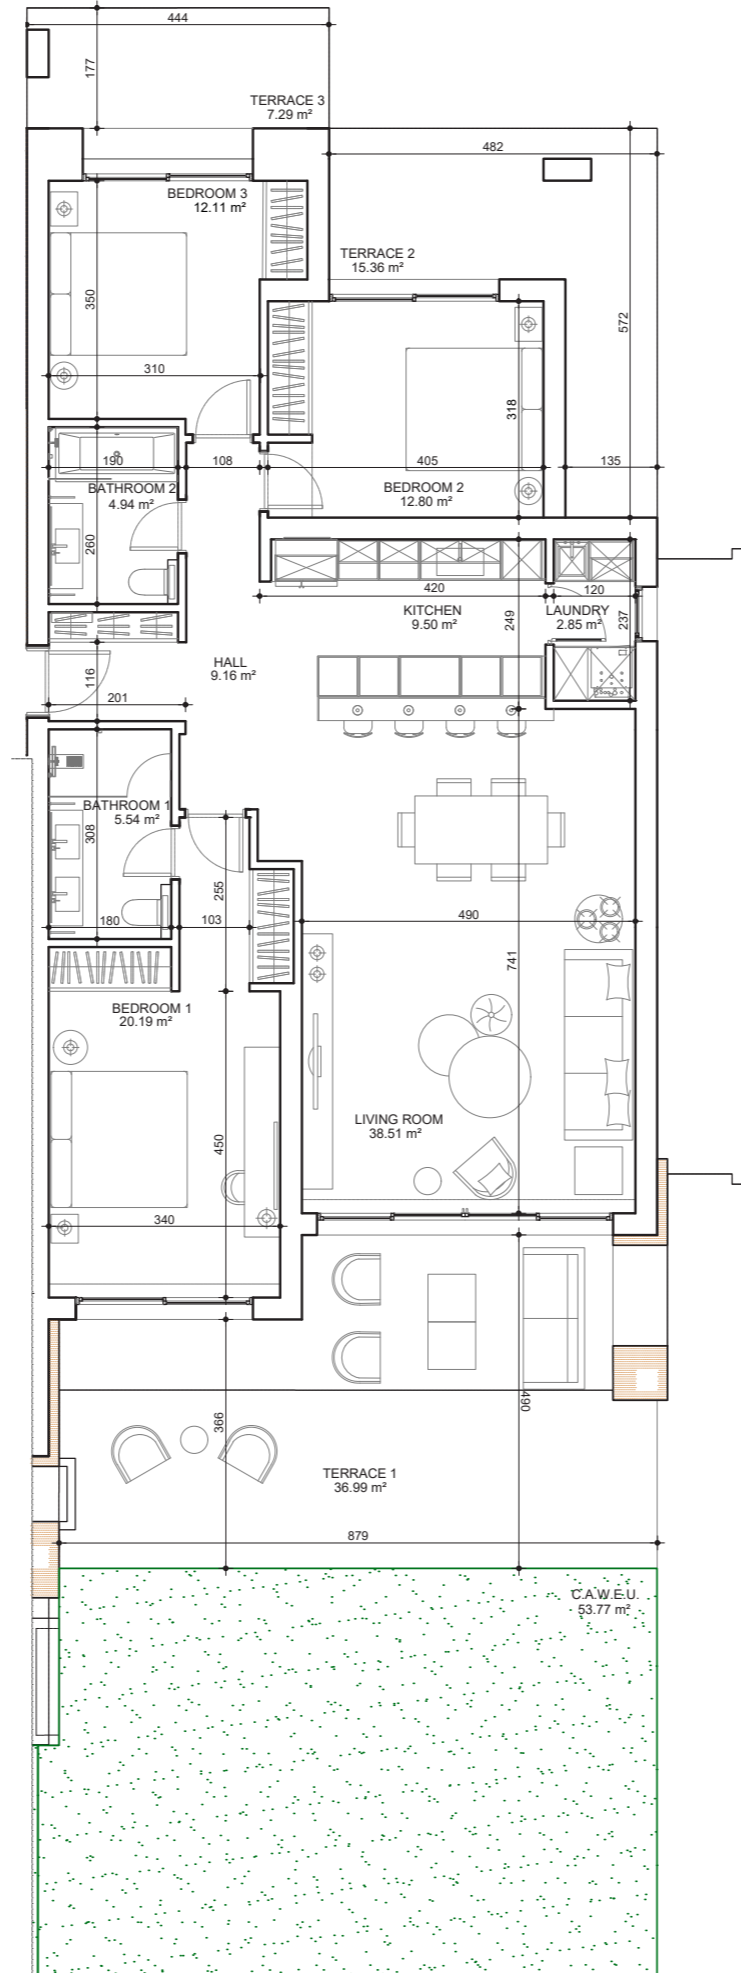 444
177
TERRACE 3
7.29 m²
482
BEDROOM 3
12.11 m²
TERRACE 2
15.36 m²
350
572
310
318
190
108
405
135
BATHROOM 2
4.94 m²
BEDROOM 2
12.80 m²
260
420
120
KITCHEN
9.50 m²
249
LAUNDRY
2.85 m²
237
HALL
9.16 m²
116
201
BATHROOM 1
5.54 m²
308
255
180
103
490
741
BEDROOM 1
20.19 m²
LIVING ROOM
38.51 m²
450
340
490
366
TERRACE 1
36.99 m²
879
C.A.W.E.U.
53.77 m²